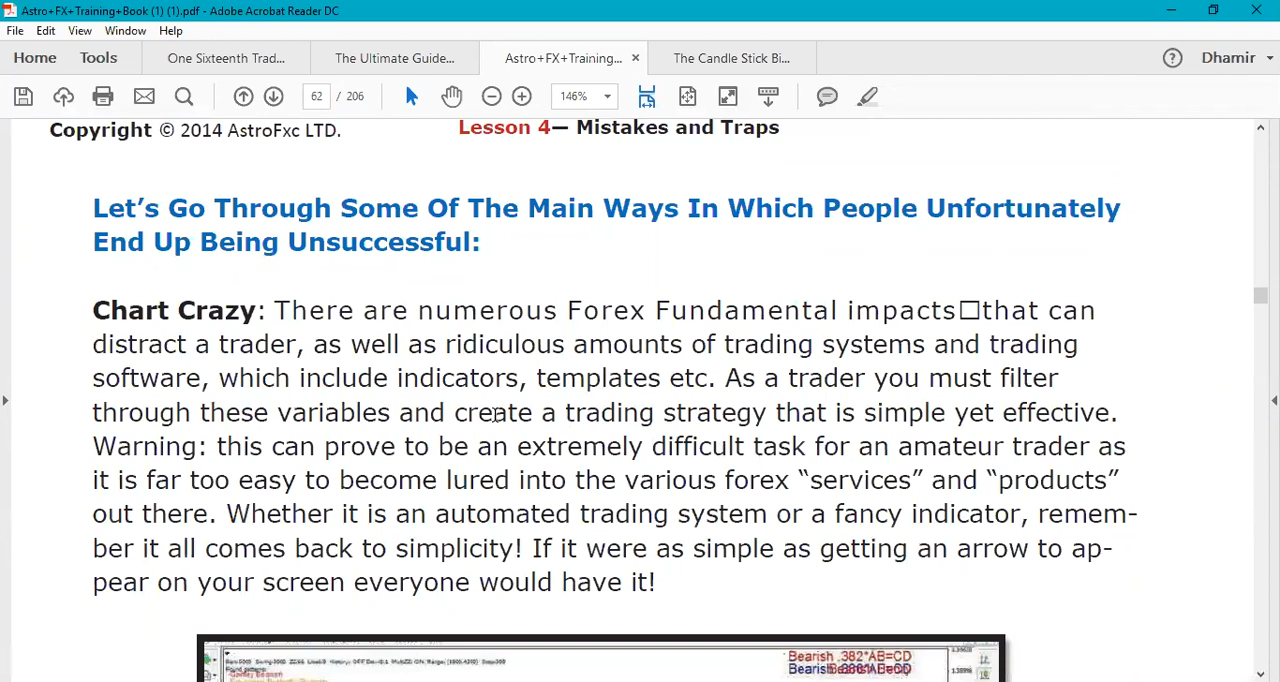 Astro+FX+Training+Book (1) (1).pdf - Adobe Acrobat Reader DC
File Edit View Window Help
Home Tools One Sixteenth Trad... The Ultimate Guide... Astro+FX+Training... × The Candle Stick Bi... Dhamir
62 / 206 146%
Copyright © 2014 AstroFxc LTD. Lesson 4— Mistakes and Traps
Let’s Go Through Some Of The Main Ways In Which People Unfortunately
End Up Being Unsuccessful:
Chart Crazy: There are numerous Forex Fundamental impacts□that can
distract a trader, as well as ridiculous amounts of trading systems and trading
software, which include indicators, templates etc. As a trader you must filter
through these variables and create a trading strategy that is simple yet effective.
Warning: this can prove to be an extremely difficult task for an amateur trader as
it is far too easy to become lured into the various forex “services” and “products”
out there. Whether it is an automated trading system or a fancy indicator, remem-
ber it all comes back to simplicity! If it were as simple as getting an arrow to ap-
pear on your screen everyone would have it!
Bearish .382*AB=CD
Bearish